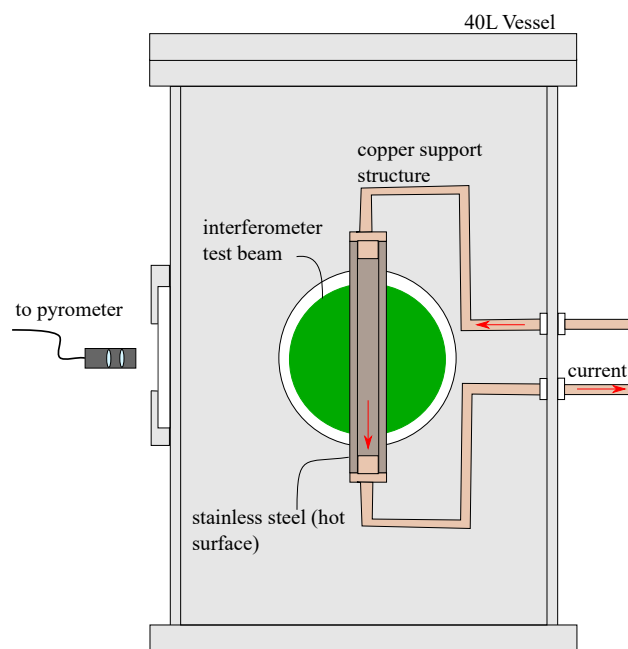 40L Vessel
copper support
structure
interferometer
test beam
to pyrometer
current
stainless steel (hot
surface)